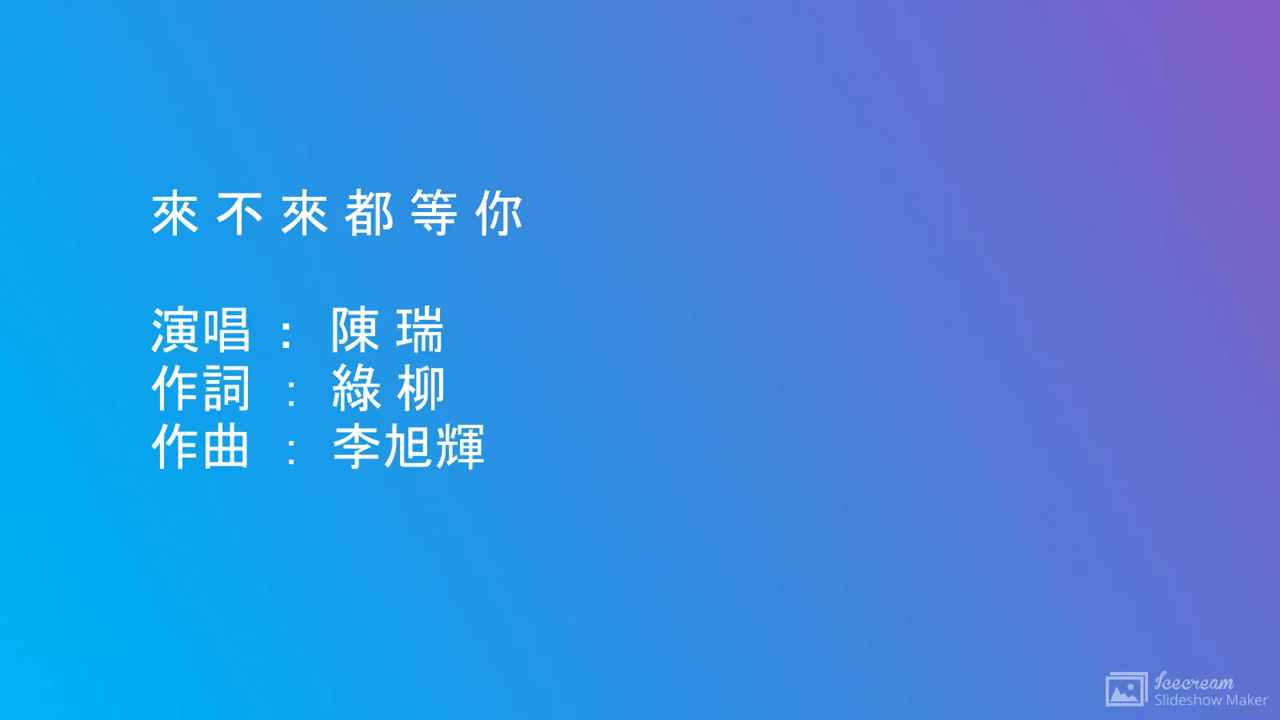 來 不 來 都 等 你
演唱 : 陳 瑞
作詞 : 綠 柳
作曲 : 李旭輝
Icecream
Slideshow Maker